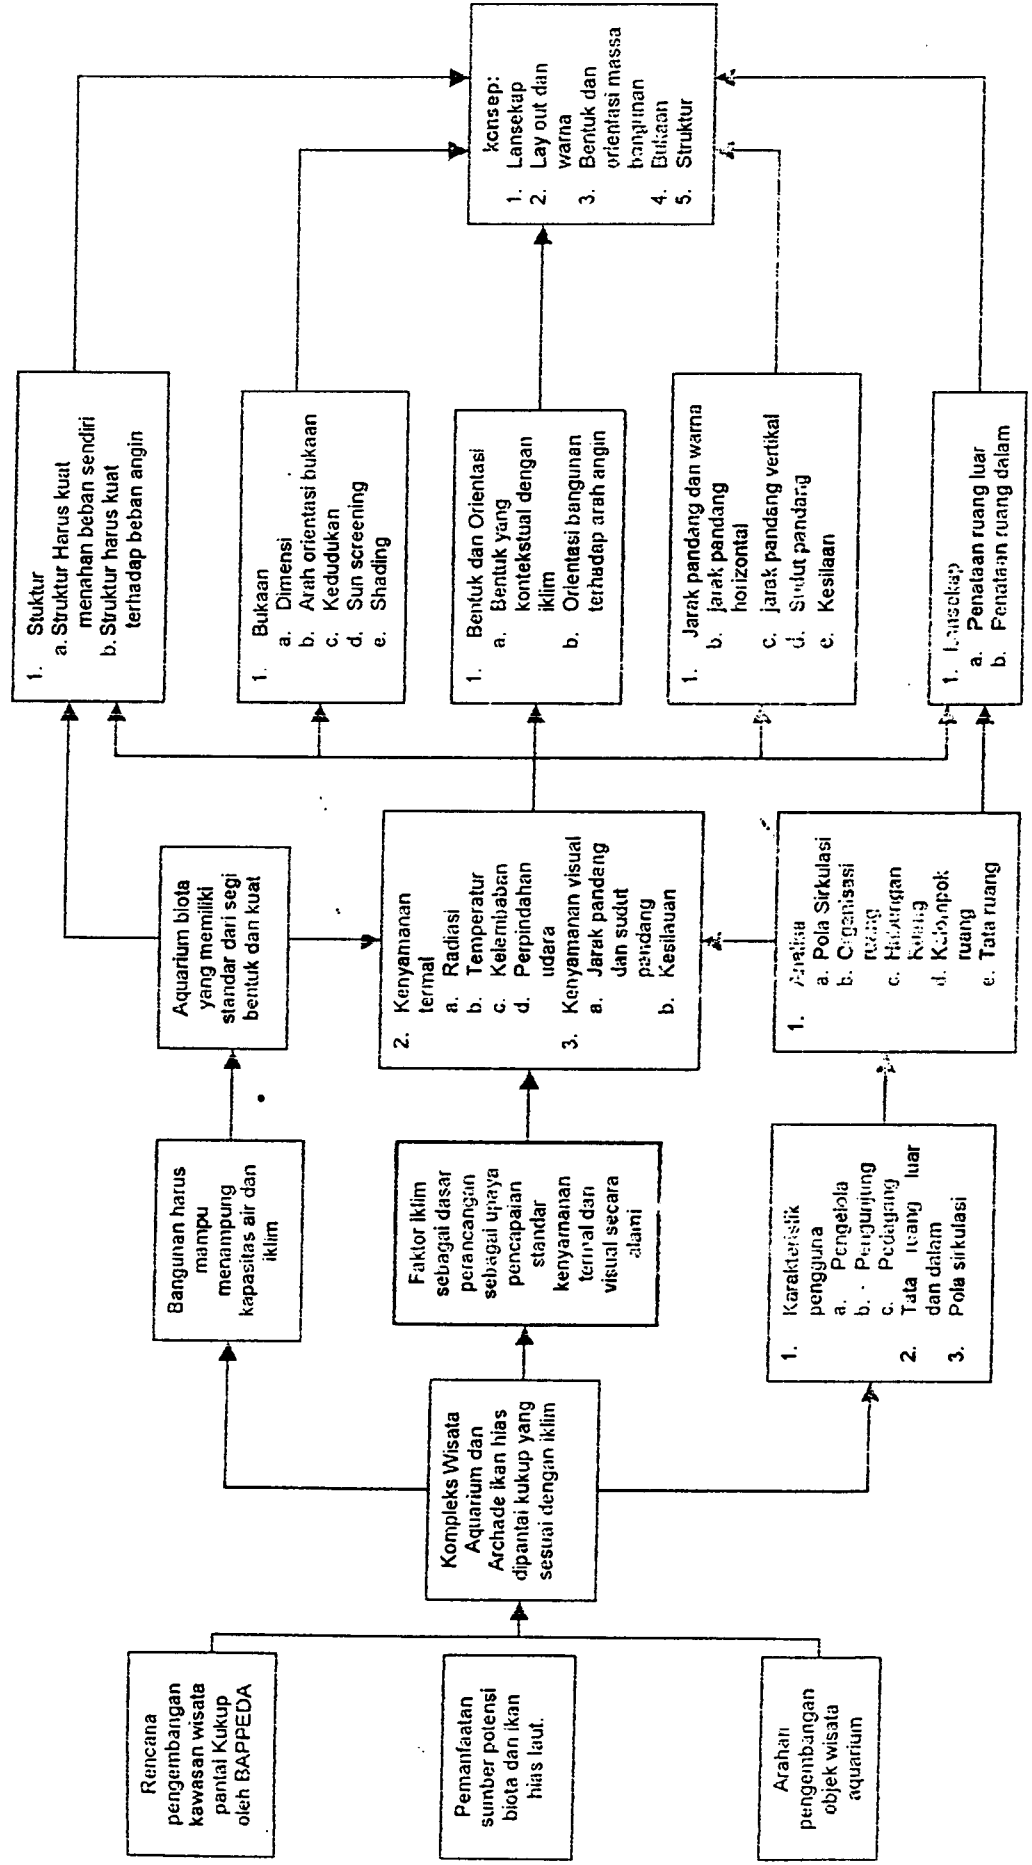 Rencana
pengembangan
kawasan wisata
pantai Kukup
oleh BAPPEDA
Pemanfaatan
sumber potensi
biota dan ikan
hias laut.
Arahan
pengembangan
objek wisata
aquarium
Kompleks Wisata
Aquarium dan
Archade ikan hias
dipantai kukup yang
sesuai dengan iklim
Bangunan harus
mampu
menampung
kapasitas air dan
iklim
Faktor iklim
sebagai dasar
perancangan
sebagai upaya
pencapaian
standar
kenyamanan
termal dan
visual secara
alami
1. Karakteristik
pengguna
a. Pengelola
b. Pengunjung
c. Pedagang
2. Tata ruang luar
dan dalam
3. Pola sirkulasi
Aquarium biota
yang memiliki
standar dari segi
bentuk dan kuat
2. Kenyamanan
termal
a. Radiasi
b. Temperatur
c. Kelembaban
d. Perpindahan
udara
3. Kenyamanan visual
a. Jarak pandang
dan sudut
pandang
b. Kesilauan
1. Analisa
a. Pola Sirkulasi
b. Organisasi
ruang
c. Hubungan
d. Kelompok
ruang
e. Tata ruang
1. Stuktur
a. Struktur Harus kuat
menahan beban sendiri
b. Struktur harus kuat
terhadap beban angin
1. Bukaan
a. Dimensi
b. Arah orientasi bukaan
c. Kedudukan
d. Sun screening
e. Shading
1. Bentuk dan Orientasi
a. Bentuk yang
kontekstual dengan
iklim
b. Orientasi bangunan
terhadap arah angin
1. Jarak pandang dan warna
b. jarak pandang
horizontal
c. jarak pandang vertikal
d. Sudut pandang
e. Kesilaan
1. Lansekap
a. Penataan ruang luar
b. Penataan ruang dalam
konsep:
1. Lansekap
2. Lay out dan
warna
3. Bentuk dan
orientasi massa
bangunan
4. Bukaan
5. Struktur